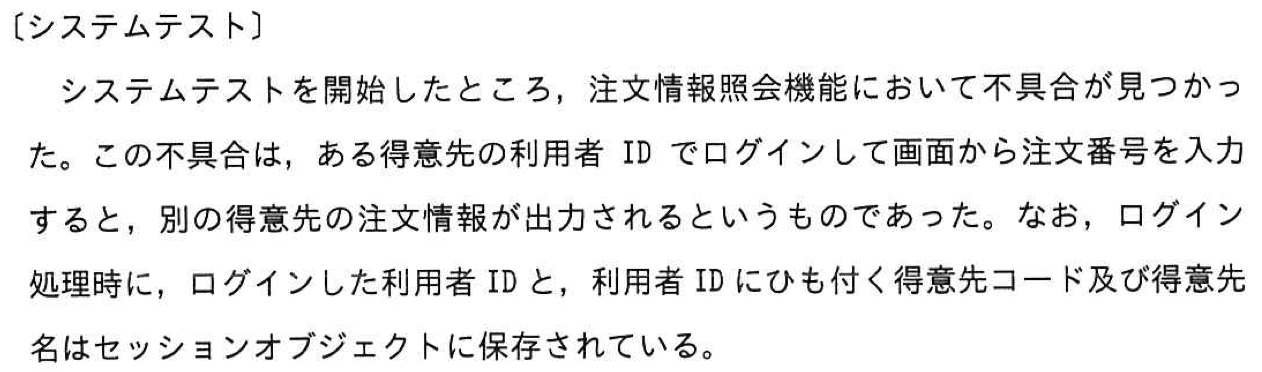 〔システムテスト〕
システムテストを開始したところ，注文情報照会機能において不具合が見つかっ
た。この不具合は，ある得意先の利用者 ID でログインして画面から注文番号を入力
すると，別の得意先の注文情報が出力されるというものであった。なお，ログイン
処理時に，ログインした利用者 ID と，利用者 ID にひも付く得意先コード及び得意先
名はセッションオブジェクトに保存されている。